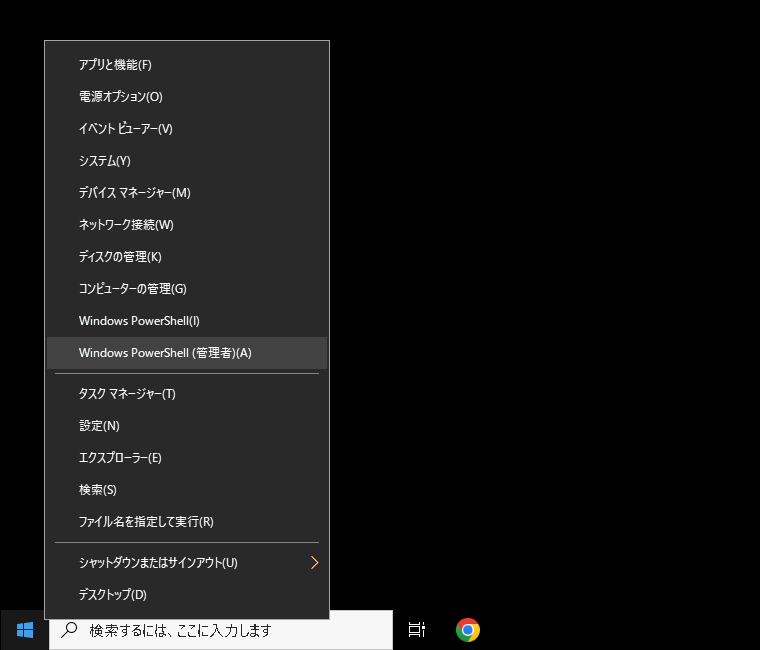 アプリと機能(F)
電源オプション(O)
イベント ビューアー(V)
システム(Y)
デバイス マネージャー(M)
ネットワーク接続(W)
ディスクの管理(K)
コンピューターの管理(G)
Windows PowerShell(I)
Windows PowerShell (管理者)(A)
タスク マネージャー(T)
設定(N)
エクスプローラー(E)
検索(S)
ファイル名を指定して実行(R)
シャットダウンまたはサインアウト(U)
デスクトップ(D)
検索するには、ここに入力します